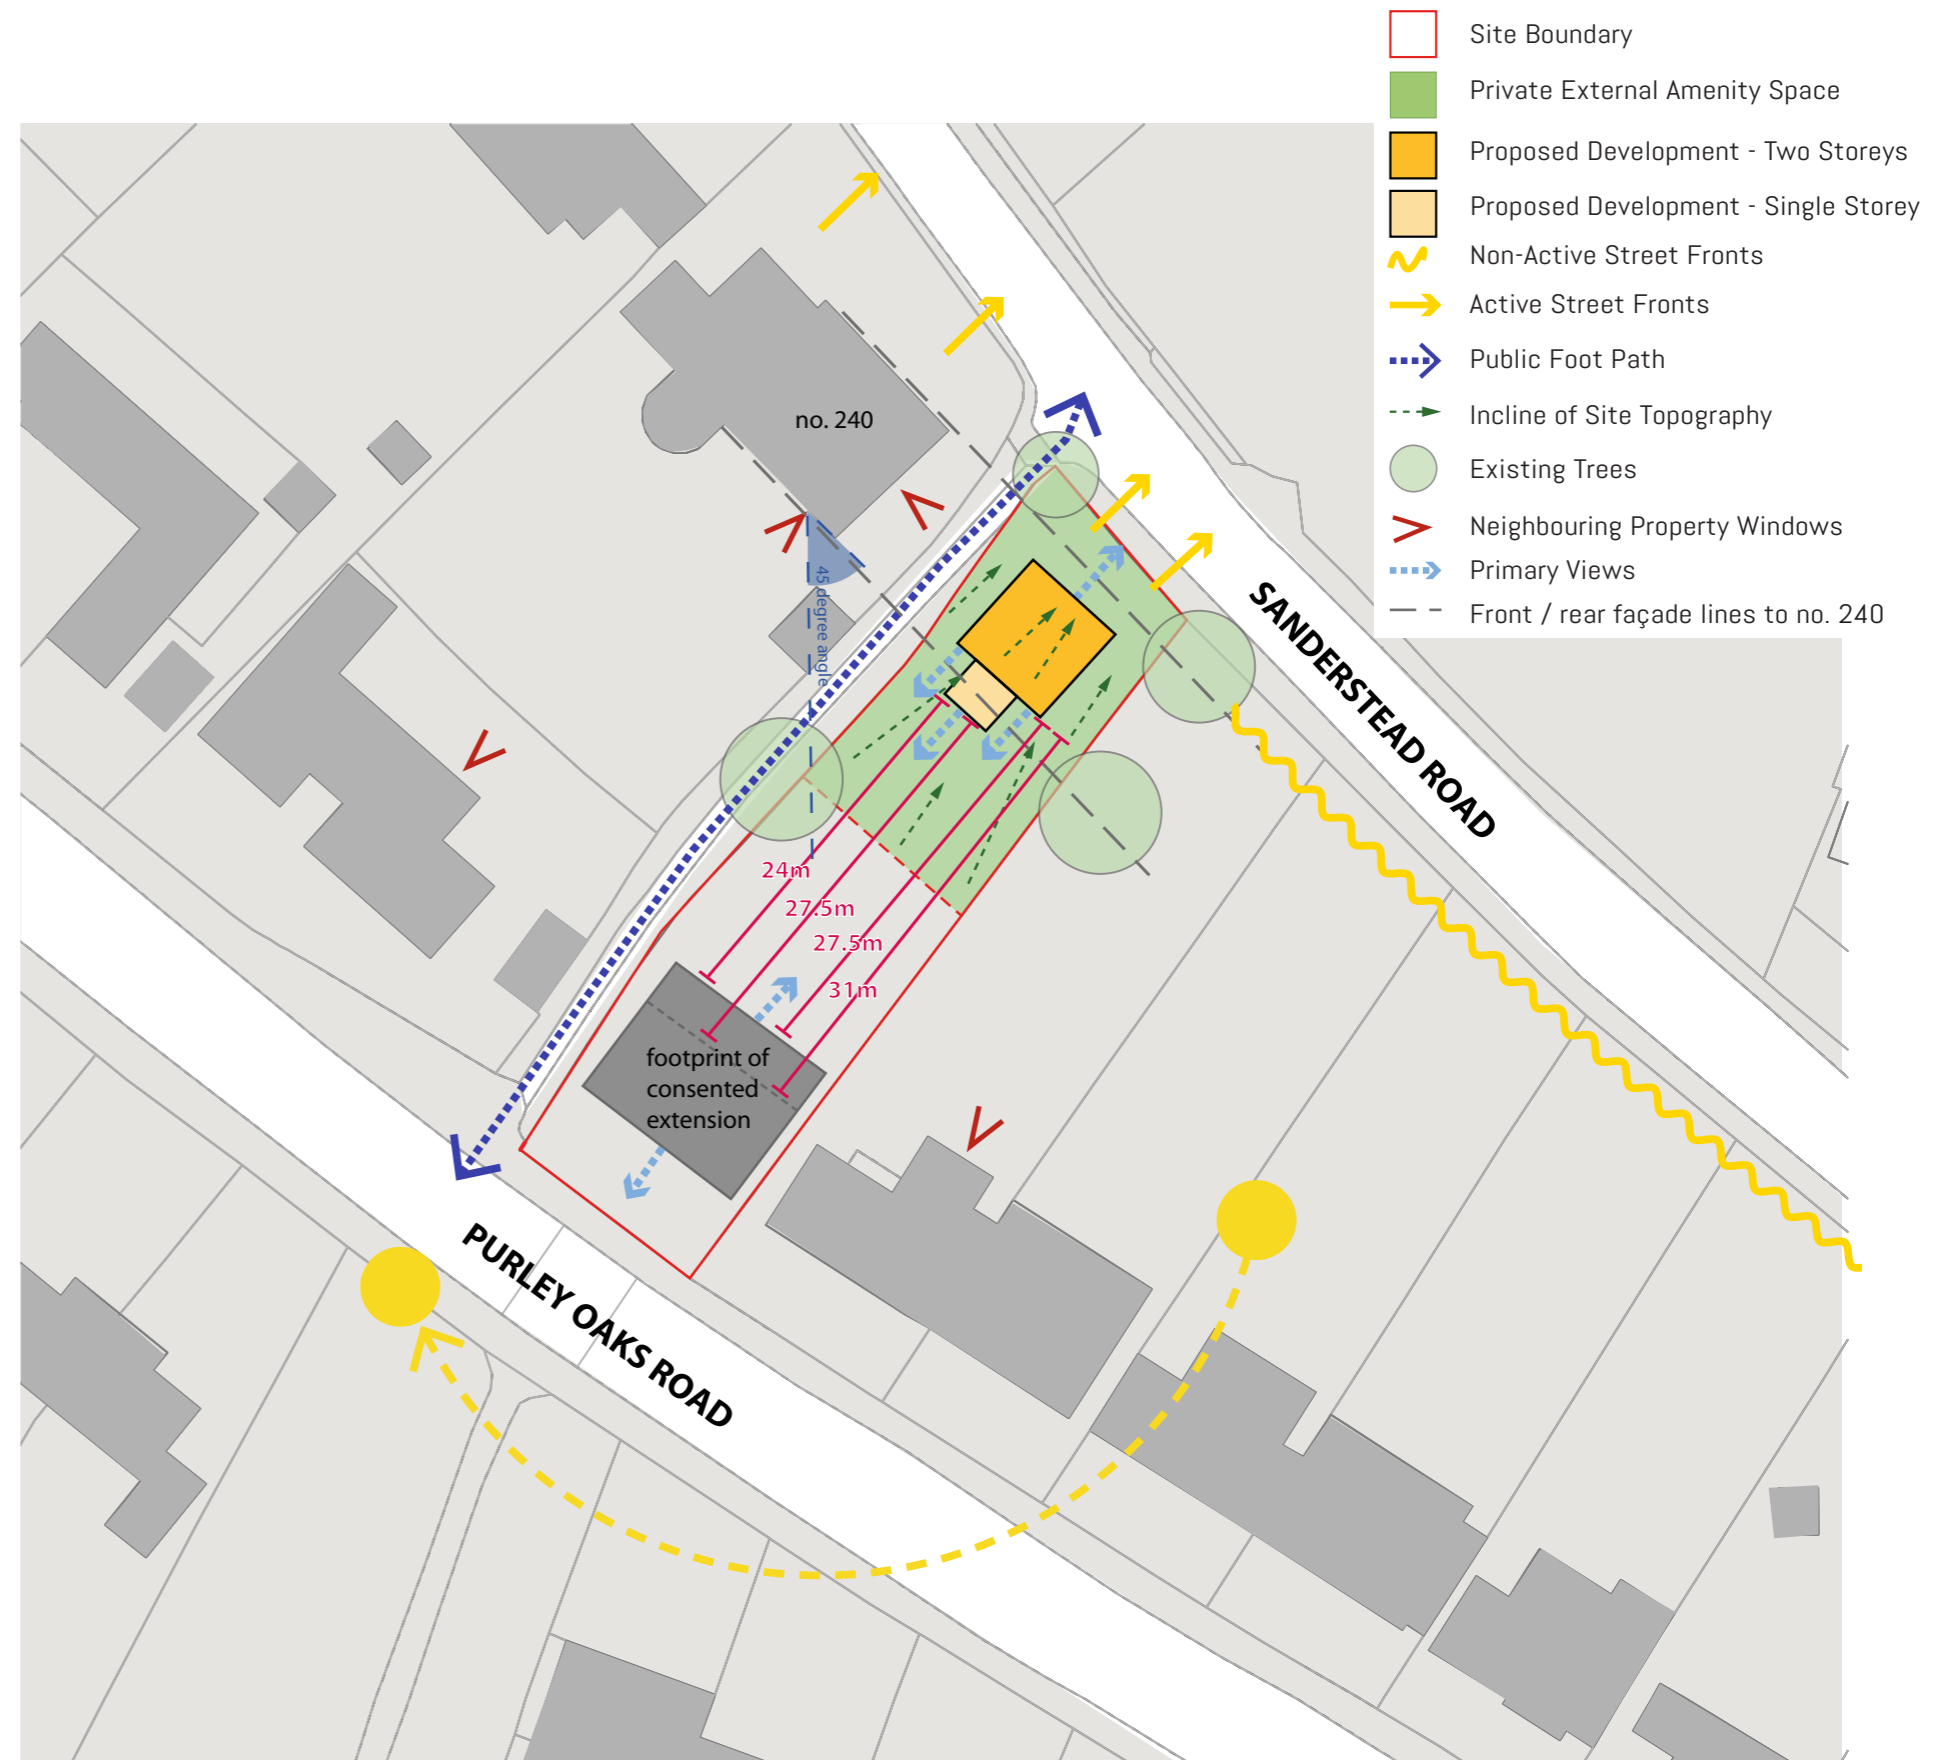 Site Boundary
Private External Amenity Space
Proposed Development - Two Storeys
Proposed Development - Single Storey
Non-Active Street Fronts
Active Street Fronts
Public Foot Path
Incline of Site Topography
Existing Trees
Neighbouring Property Windows
Primary Views
Front / rear façade lines to no. 240
no. 240
45 degree angle
SANDERSTEAD ROAD
24m
27.5m
27.5m
31m
footprint of
consented
extension
PURLEY OAKS ROAD